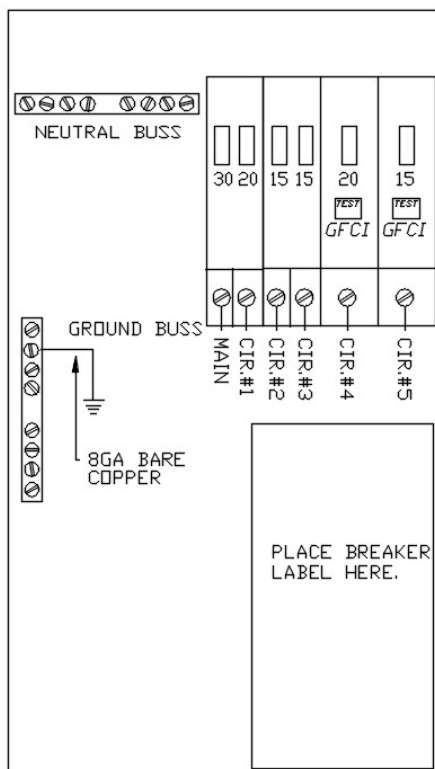 NEUTRAL BUSS
30 20 15 15 20 15
TEST TEST
GFCI GFCI
GROUND BUSS
MAIN
CIR.#1
CIR.#2
CIR.#3
CIR.#4
CIR.#5
8GA BARE
COPPER
PLACE BREAKER
LABEL HERE.